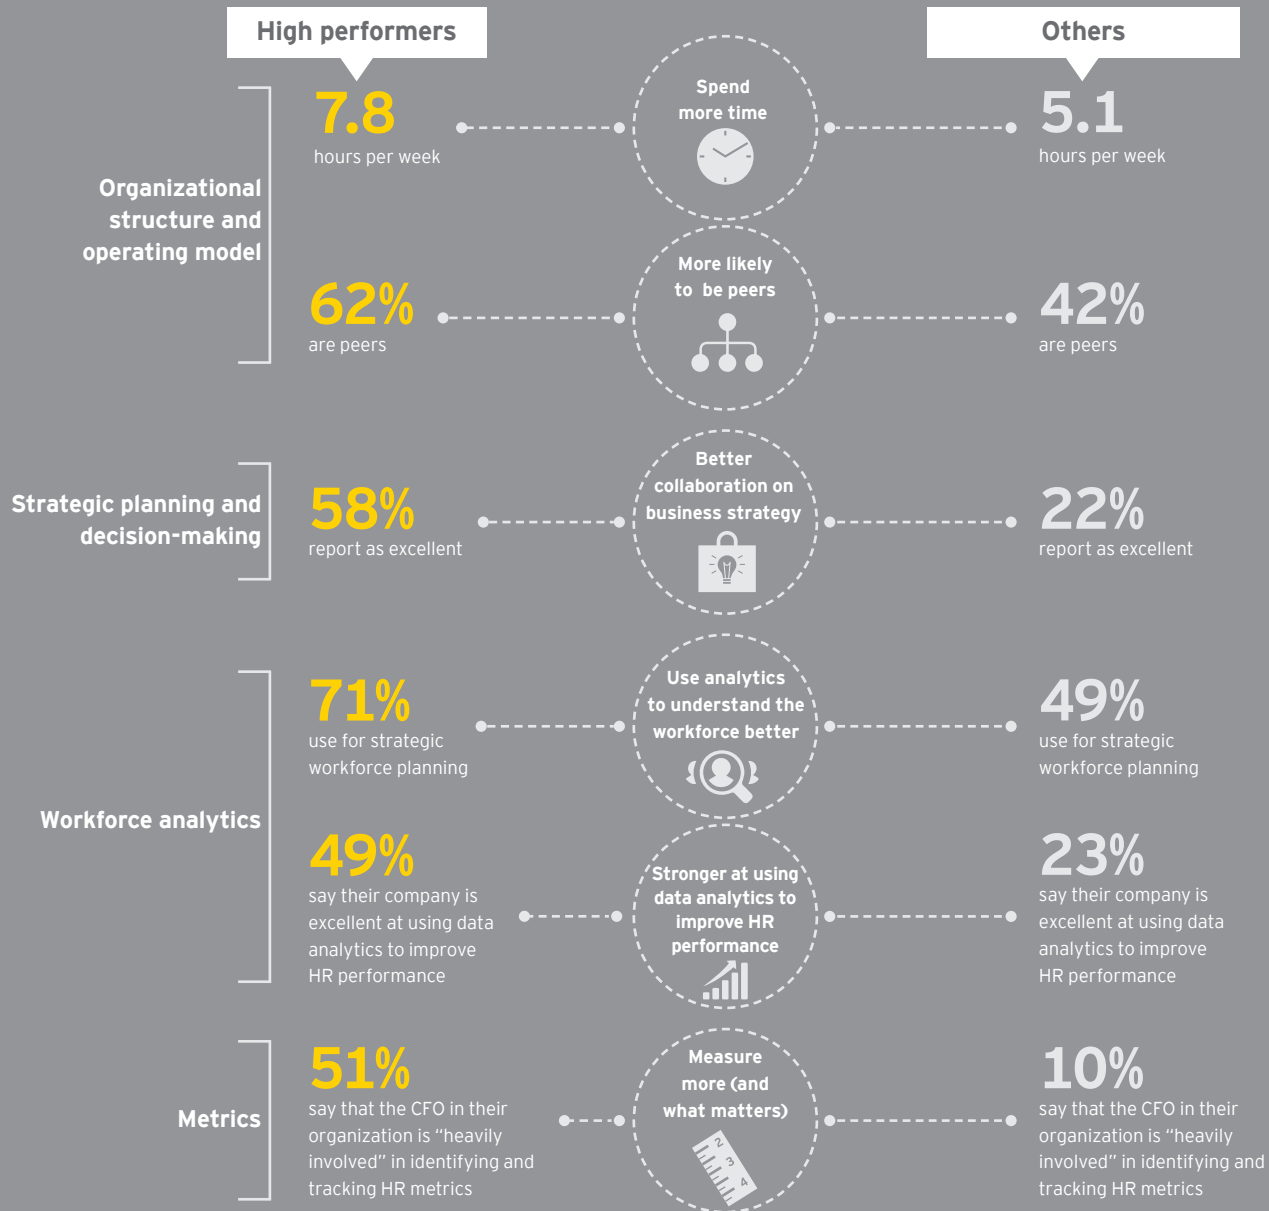 High performers
Others
Organizational
structure and
operating model
7.8
hours per week
Spend
more time
5.1
hours per week
62%
are peers
More likely
to be peers
42%
are peers
Strategic planning and
decision-making
58%
report as excellent
Better
collaboration on
business strategy
22%
report as excellent
Workforce analytics
71%
use for strategic
workforce planning
Use analytics
to understand the
workforce better
49%
use for strategic
workforce planning
49%
say their company is
excellent at using data
analytics to improve
HR performance
Stronger at using
data analytics to
improve HR
performance
23%
say their company is
excellent at using data
analytics to improve
HR performance
Metrics
51%
say that the CFO in their
organization is “heavily
involved” in identifying and
tracking HR metrics
Measure
more (and
what matters)
2
3
4
10%
say that the CFO in their
organization is “heavily
involved” in identifying and
tracking HR metrics